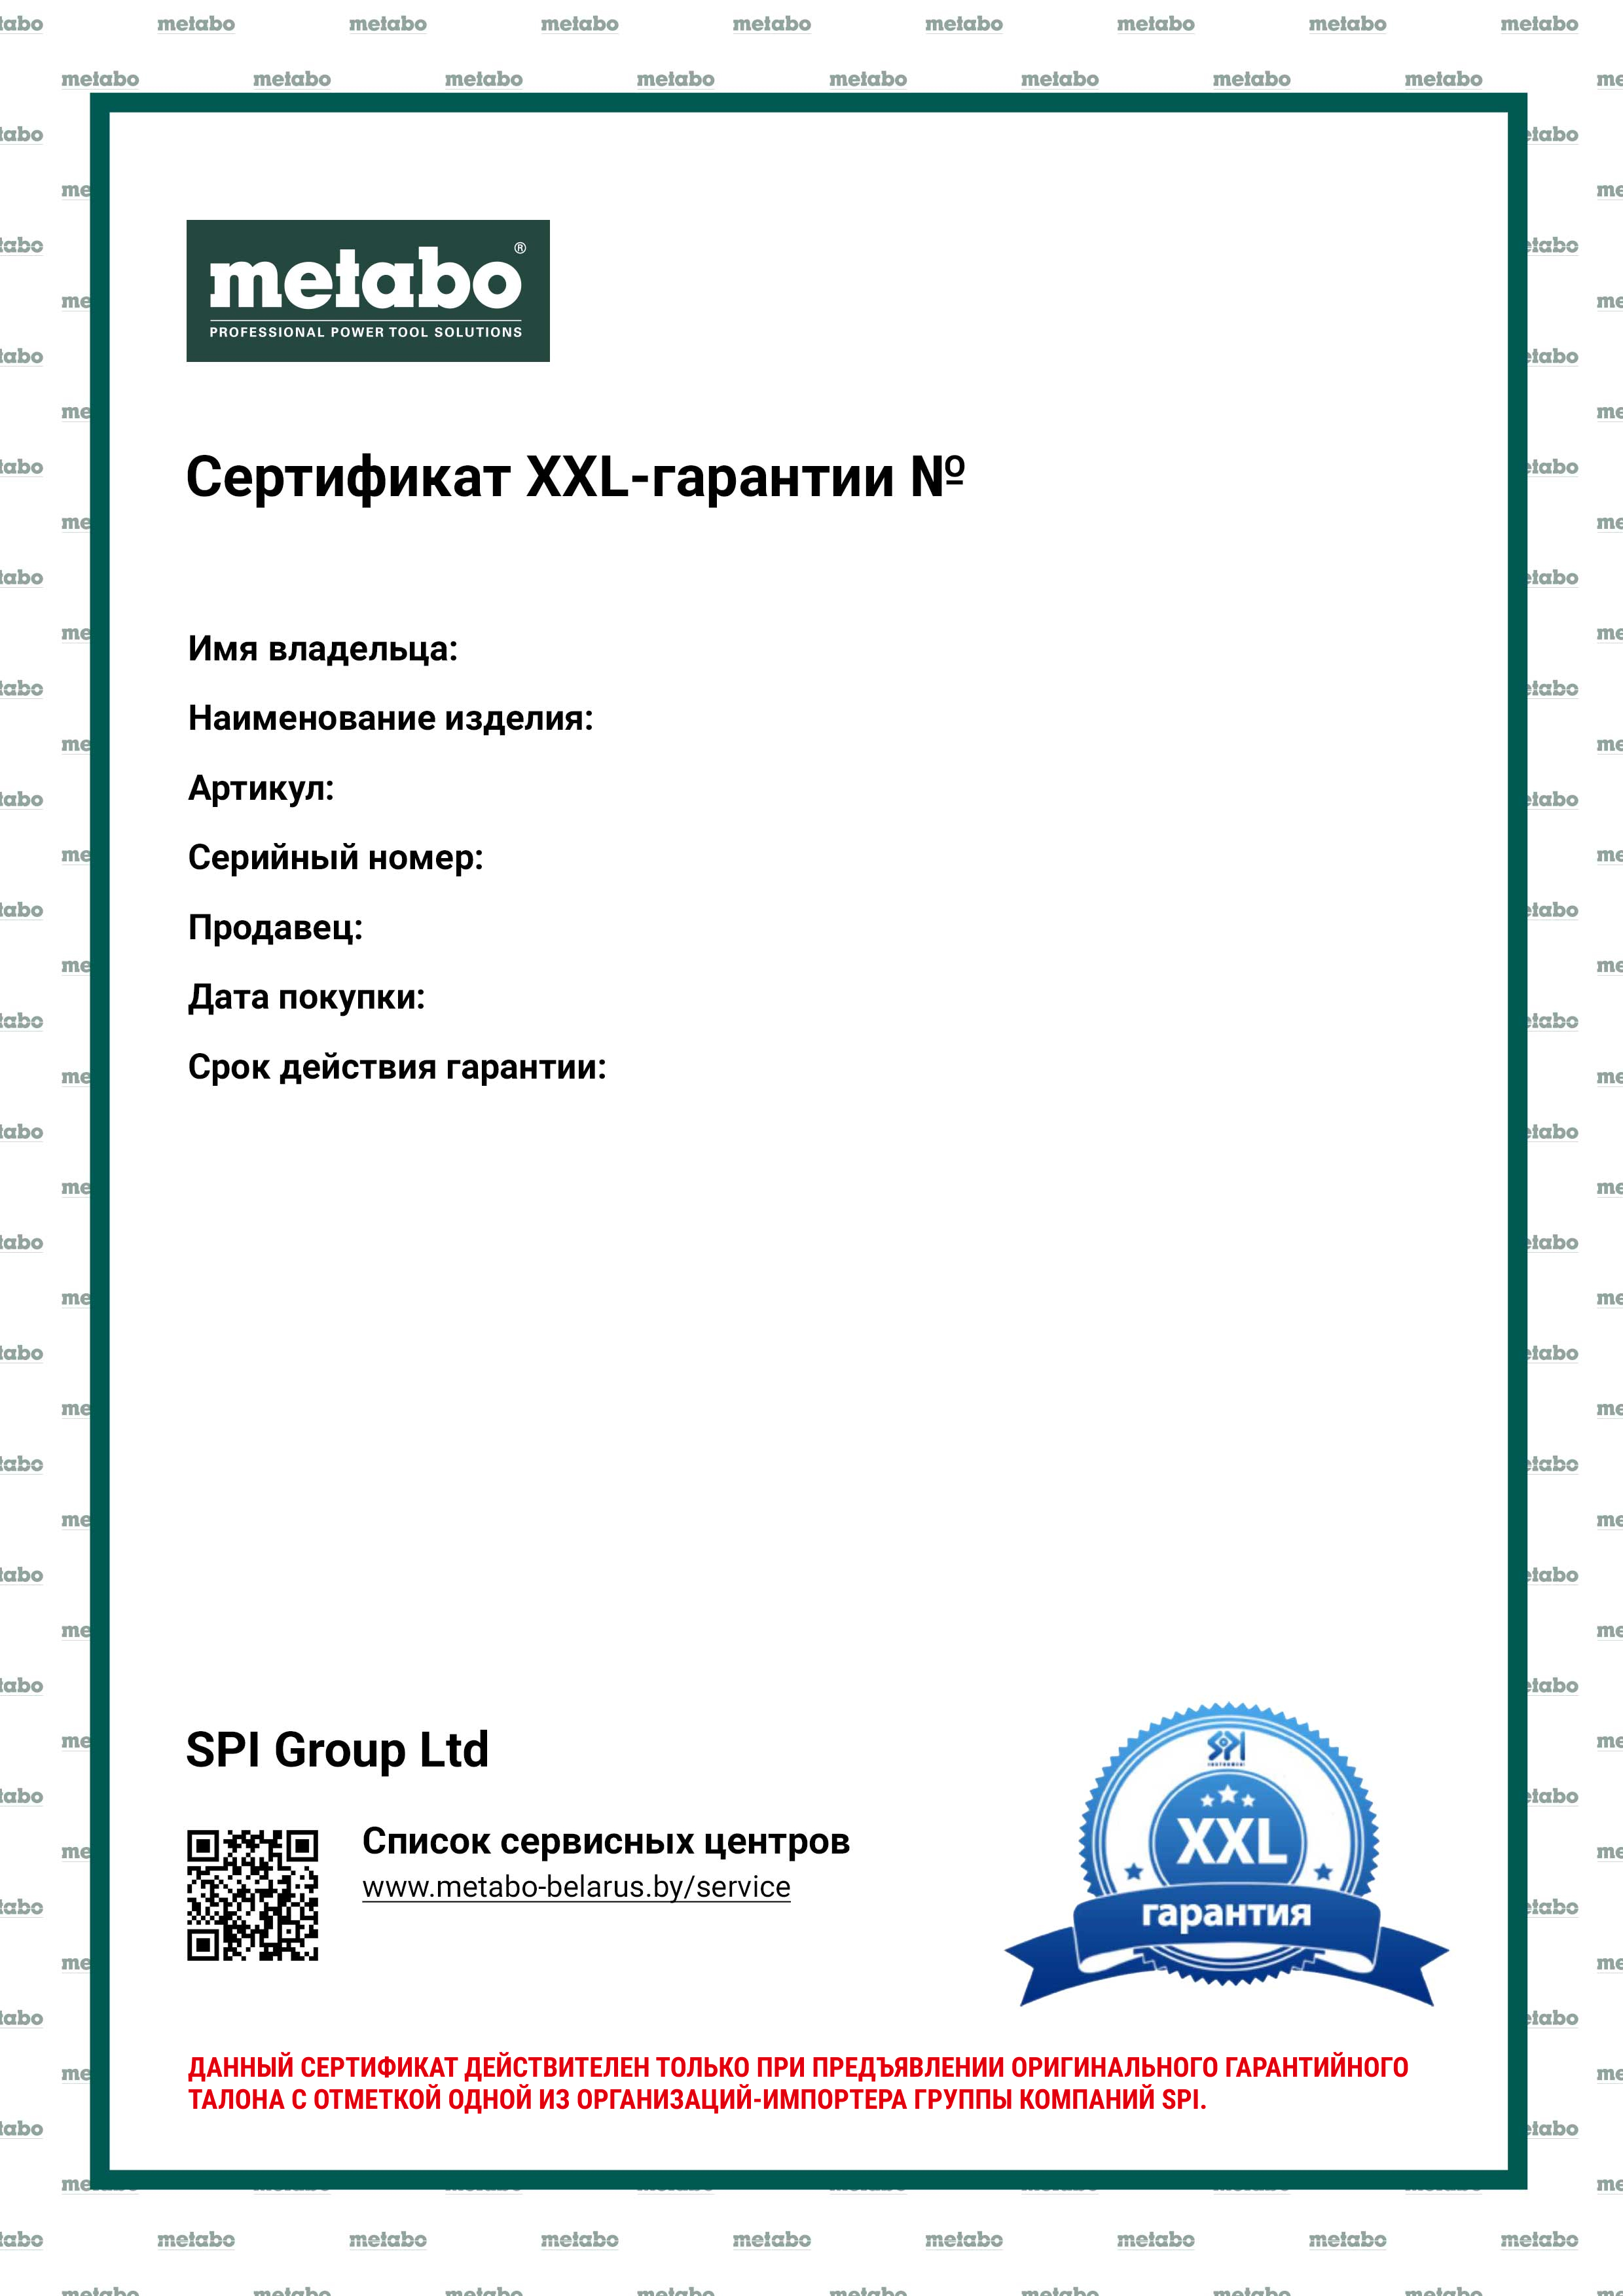 metabo®
PROFESSIONAL POWER TOOL SOLUTIONS
Сертификат XXL-гарантии №
Имя владельца:
Наименование изделия:
Артикул:
Серийный номер:
Продавец:
Дата покупки:
Срок действия гарантии:
SPI Group Ltd
Список сервисных центров
www.metabo-belarus.by/service
SPI
XXL
гарантия
ДАННЫЙ СЕРТИФИКАТ ДЕЙСТВИТЕЛЕН ТОЛЬКО ПРИ ПРЕДЪЯВЛЕНИИ ОРИГИНАЛЬНОГО ГАРАНТИЙНОГО
ТАЛОНА С ОТМЕТКОЙ ОДНОЙ ИЗ ОРГАНИЗАЦИЙ-ИМПОРТЕРА ГРУППЫ КОМПАНИЙ SPI.